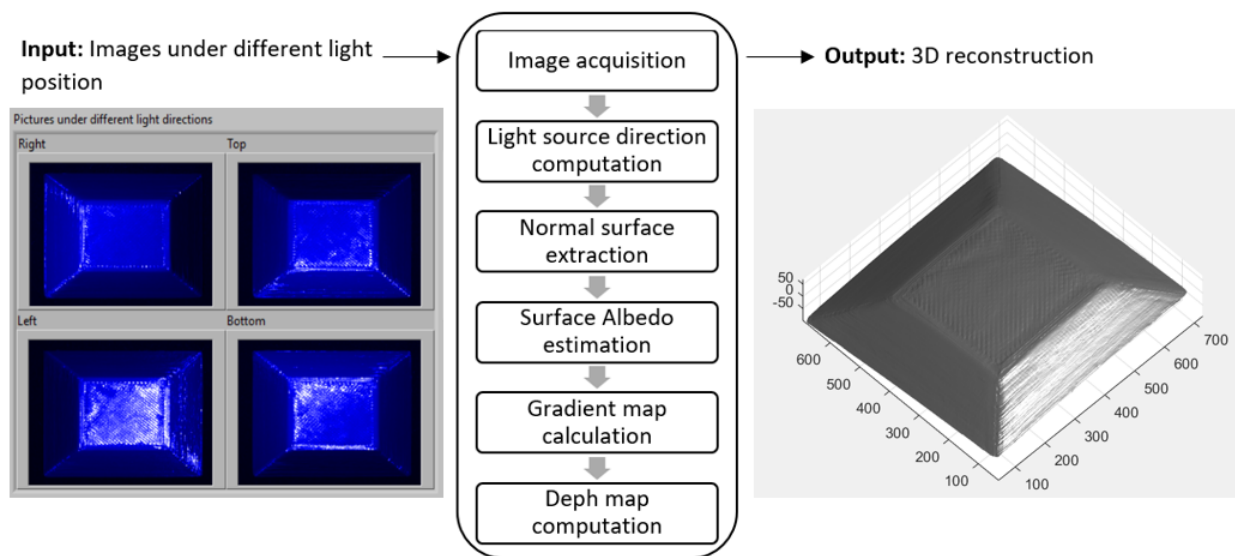 Input: Images under different light
position
Pictures under different light directions
Right
Top
Left
Bottom
Image acquisition
Light source direction
computation
Normal surface
extraction
Surface Albedo
estimation
Gradient map
calculation
Deph map
computation
Output: 3D reconstruction
50
0
-50
600
500
400
300
200
100
100
200
300
400
500
600
700